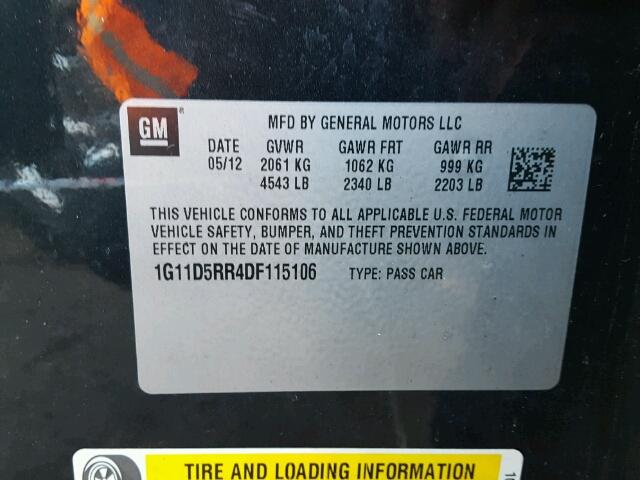 GM
®
MFD BY GENERAL MOTORS LLC
DATE GVWR GAWR FRT GAWR RR
05/12 2061 KG 1062 KG 999 KG
4543 LB 2340 LB 2203 LB
THIS VEHICLE CONFORMS TO ALL APPLICABLE U.S. FEDERAL MOTOR
VEHICLE SAFETY, BUMPER, AND THEFT PREVENTION STANDARDS IN
EFFECT ON THE DATE OF MANUFACTURE SHOWN ABOVE.
1G11D5RR4DF115106 TYPE: PASS CAR
TIRE AND LOADING INFORMATION